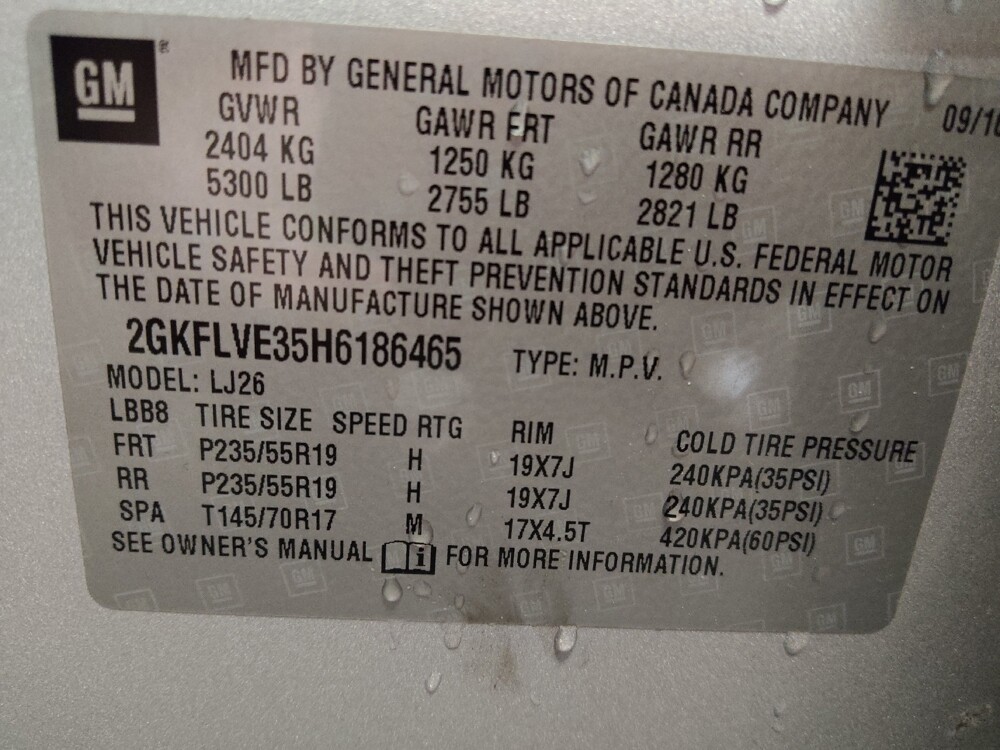 GM ®
MFD BY GENERAL MOTORS OF CANADA COMPANY
GVWR GAWR FRT GAWR RR
2404 KG 1250 KG 1280 KG
5300 LB 2755 LB 2821 LB
THIS VEHICLE CONFORMS TO ALL APPLICABLE U.S. FEDERAL MOTOR
VEHICLE SAFETY AND THEFT PREVENTION STANDARDS IN EFFECT ON
THE DATE OF MANUFACTURE SHOWN ABOVE.
2GKFLVE35H6186465 TYPE: M.P.V.
MODEL: LJ26
LBB8 TIRE SIZE SPEED RTG RIM COLD TIRE PRESSURE
FRT P235/55R19 H 19X7J 240KPA(35PSI)
RR P235/55R19 H 19X7J 240KPA(35PSI)
SPA T145/70R17 M 17X4.5T 420KPA(60PSI)
SEE OWNER'S MANUAL i FOR MORE INFORMATION.